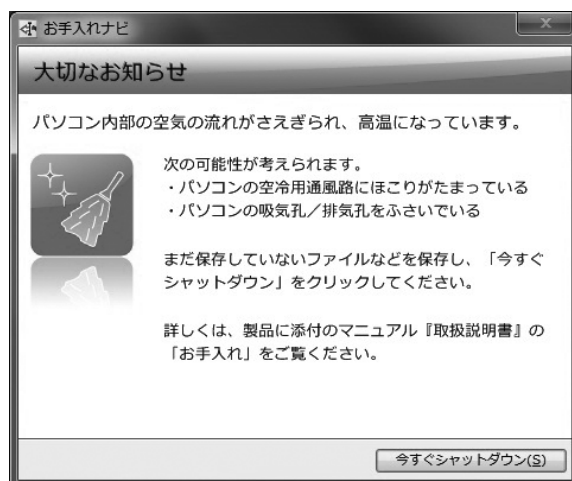 お手入れナビ
大切なお知らせ
パソコン内部の空気の流れがさえぎられ、高温になっています。
次の可能性が考えられます。
・パソコンの空冷用通風路にほこりがたまっている
・パソコンの吸気孔／排気孔をふさいでいる
まだ保存していないファイルなどを保存し、「今すぐ
シャットダウン」をクリックしてください。
詳しくは、製品に添付のマニュアル『取扱説明書』の
「お手入れ」をご覧ください。
今すぐシャットダウン(S)